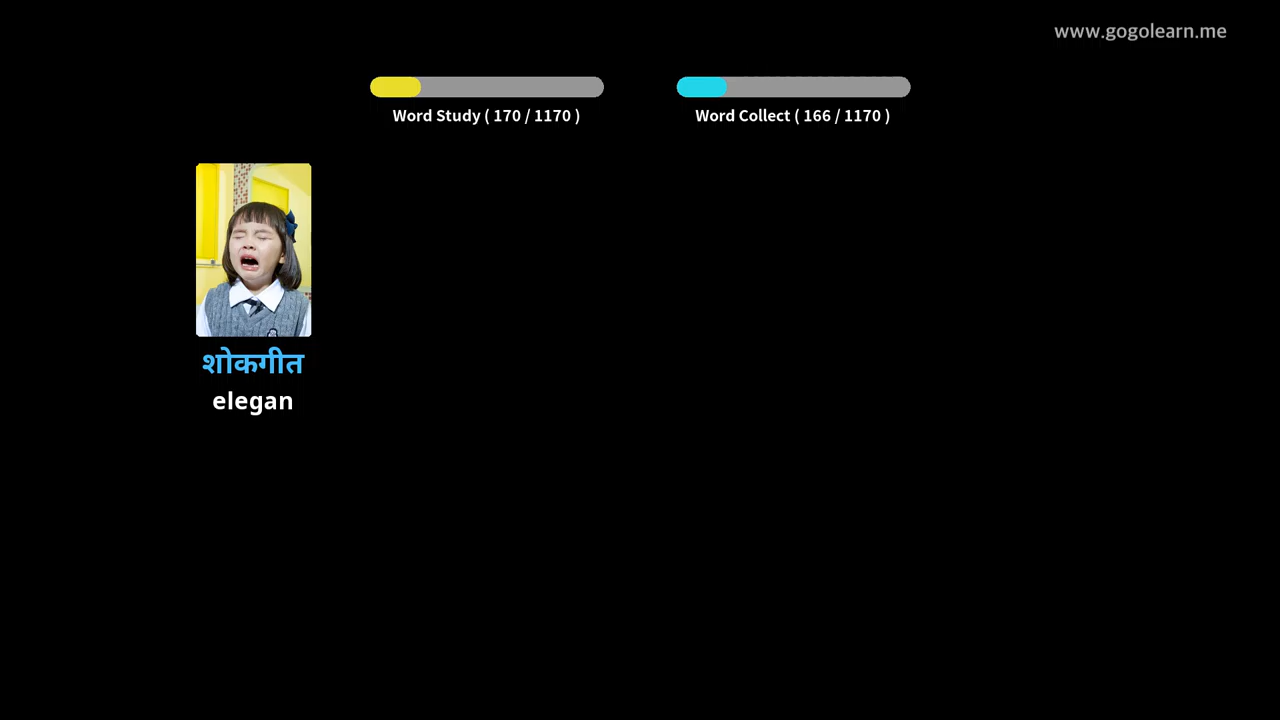 www.gogolearn.me
Word Study ( 170 / 1170 )
Word Collect ( 166 / 1170 )
शोकगीत
elegan